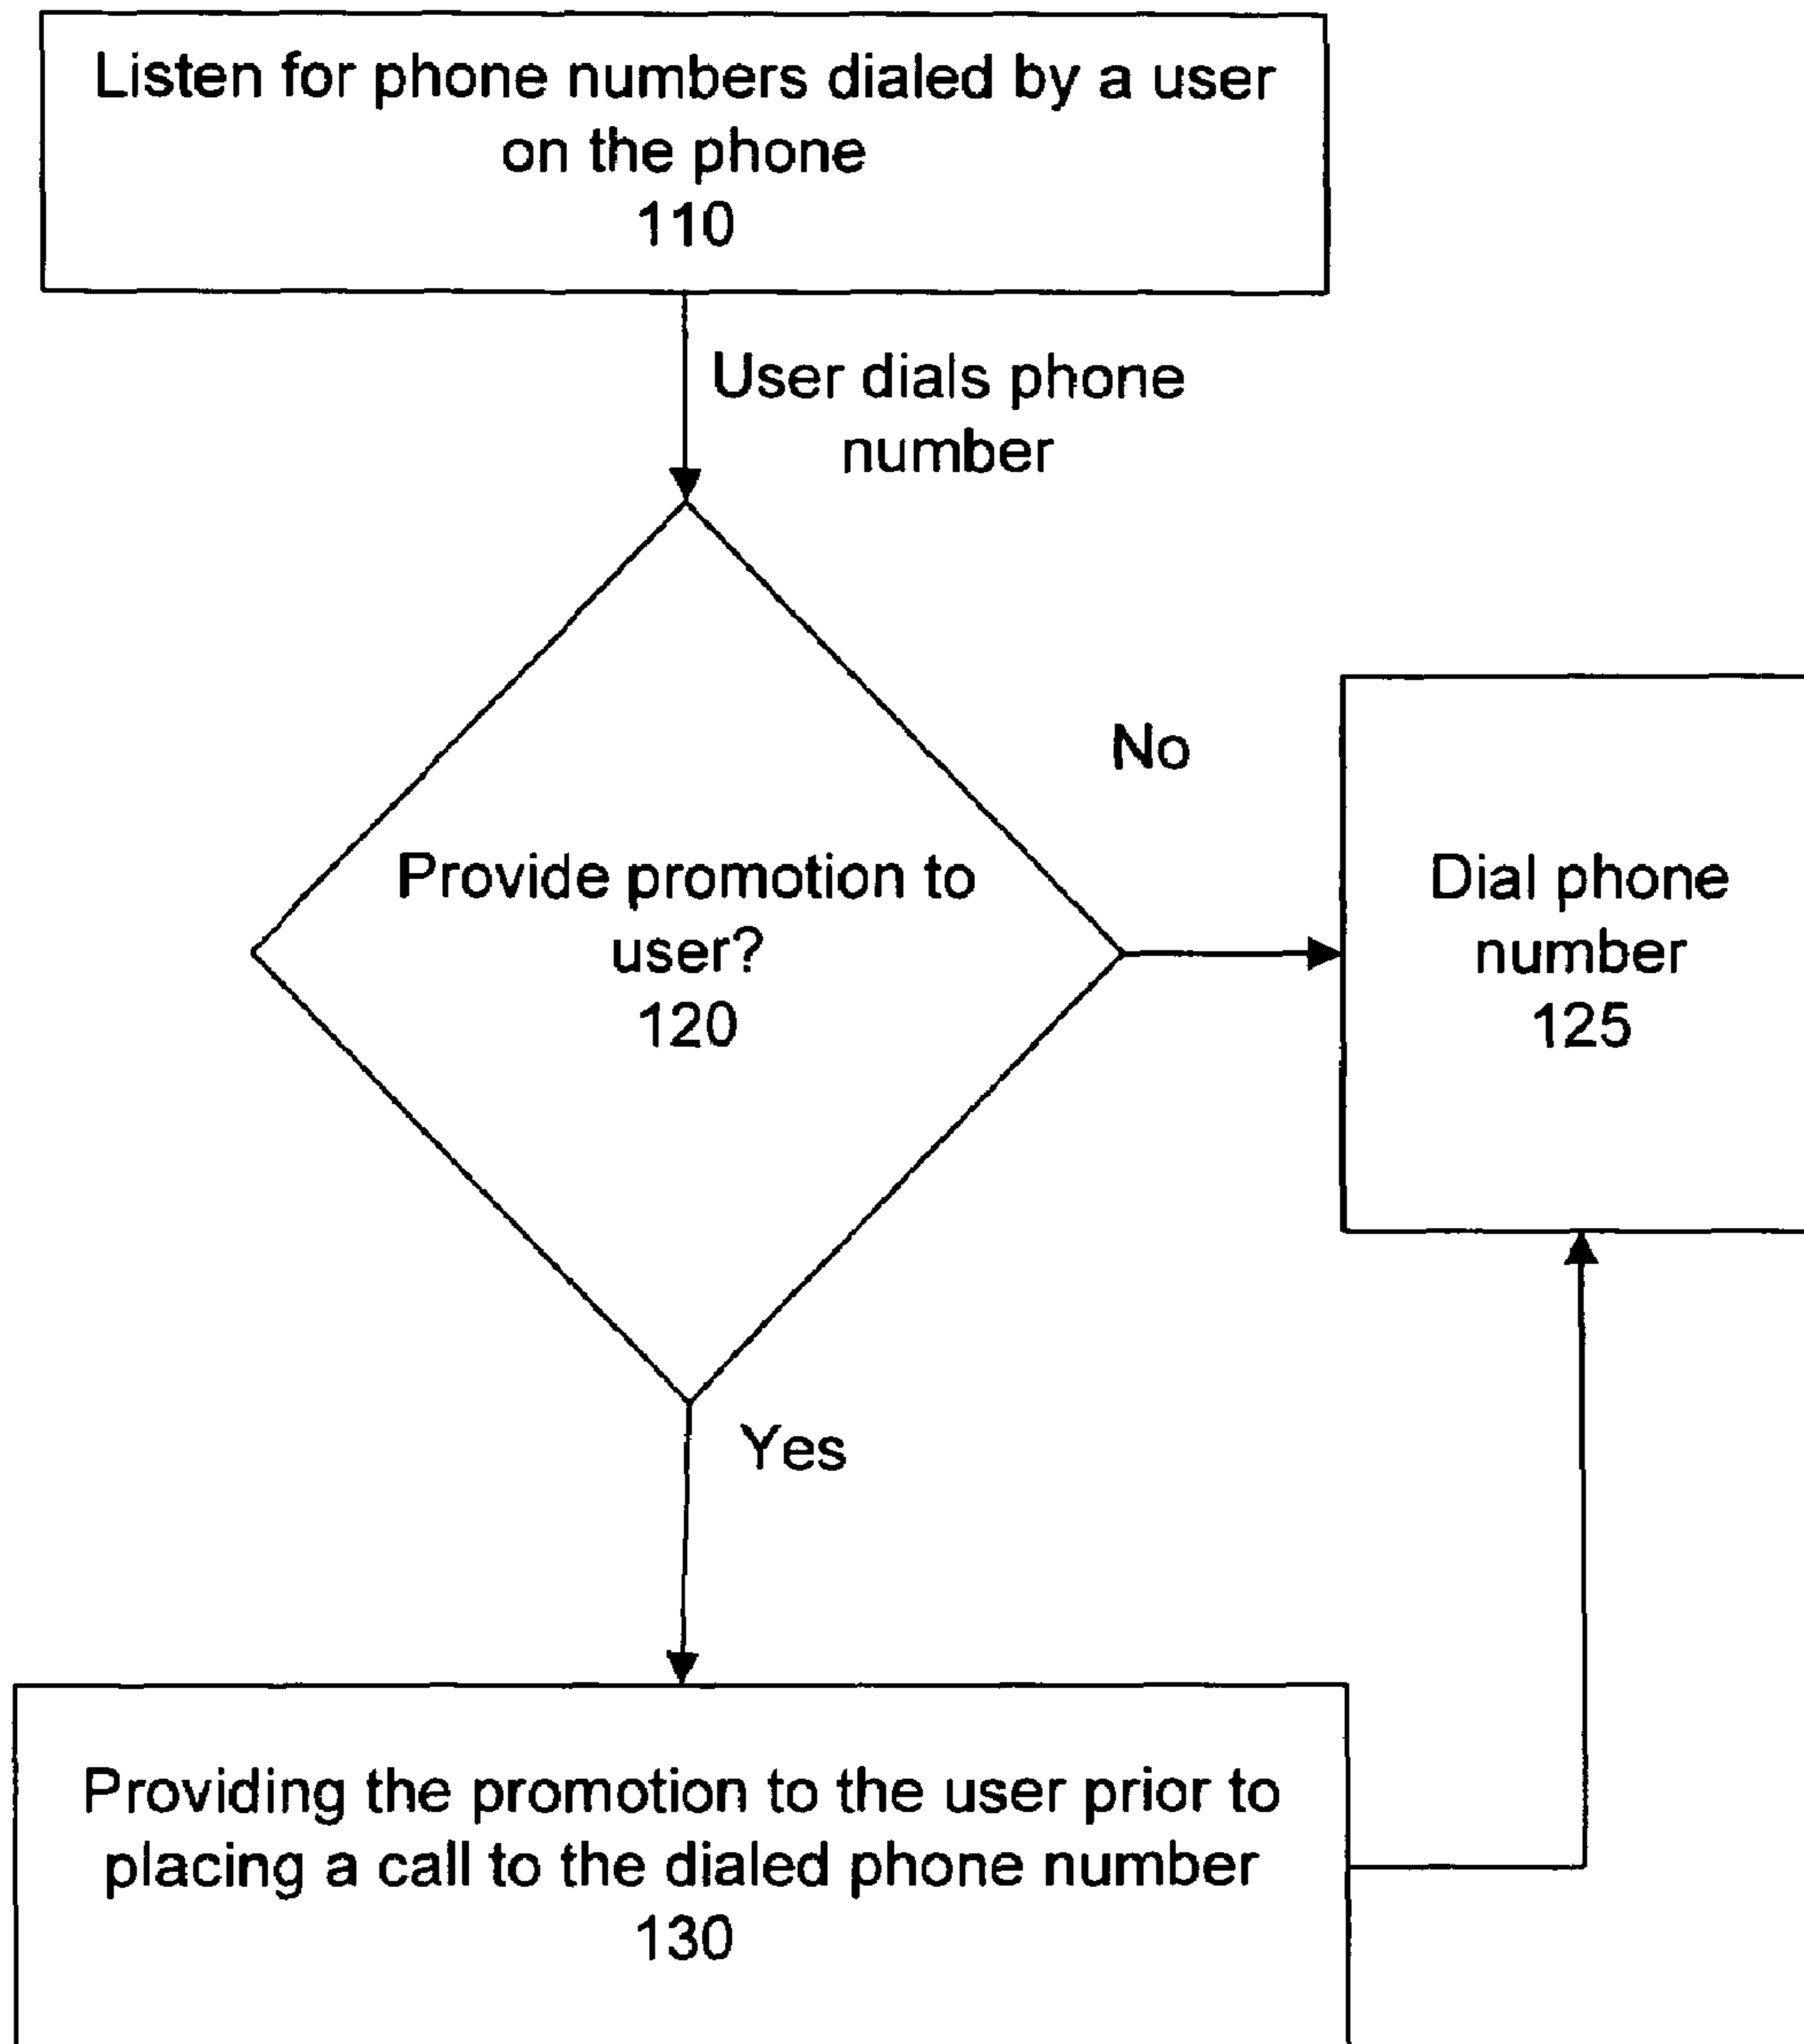 Listen for phone numbers dialed by a user
on the phone
110
User dials phone
number
No
Provide promotion to
user?
120
Dial phone
number
125
Yes
Providing the promotion to the user prior to
placing a call to the dialed phone number
130